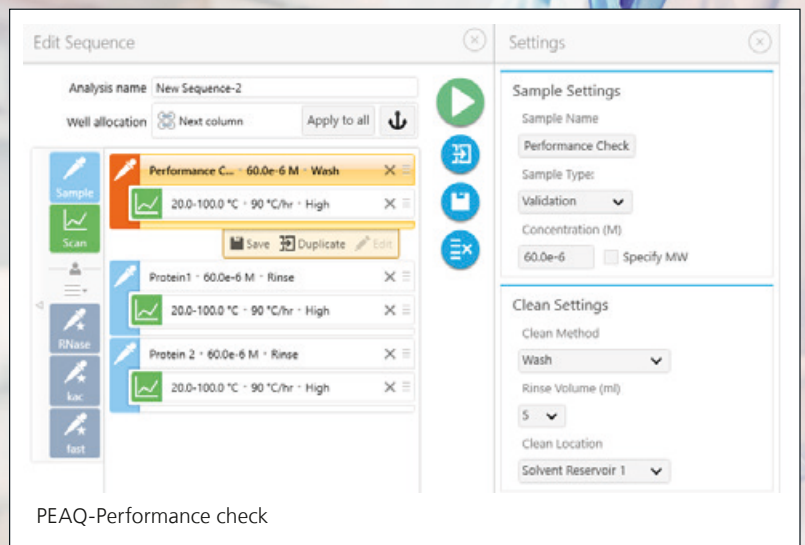 Edit Sequence
Analysis name New Sequence-2
Well allocation Next column Apply to all
Sample
Scan
RNase
kac
fast
Performance C... - 60.0e-6 M - Wash
20.0-100.0 °C - 90 °C/hr - High
Save Duplicate Edit
Protein1 - 60.0e-6 M - Rinse
20.0-100.0 °C - 90 °C/hr - High
Protein 2 - 60.0e-6 M - Rinse
20.0-100.0 °C - 90 °C/hr - High
Settings
Sample Settings
Sample Name
Performance Check
Sample Type:
Validation
Concentration (M)
60.0e-6 Specify MW
Clean Settings
Clean Method
Wash
Rinse Volume (ml)
5
Clean Location
Solvent Reservoir 1
PEAQ-Performance check